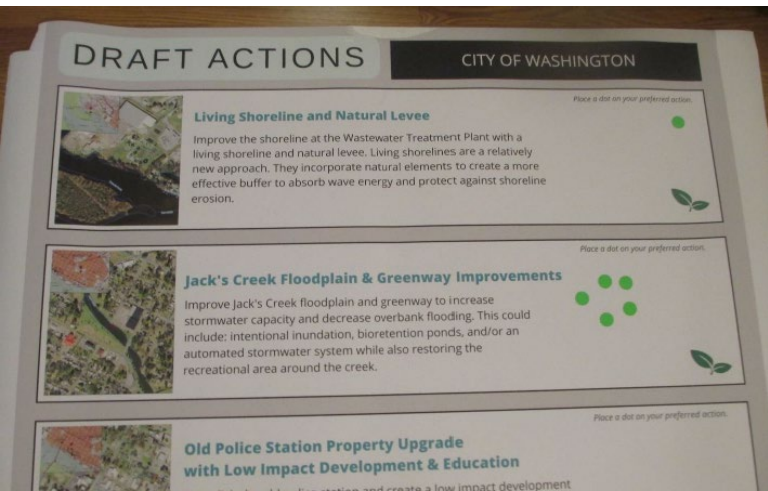 DRAFT ACTIONS
CITY OF WASHINGTON
Place a dot on your preferred action.
Living Shoreline and Natural Levee
Improve the shoreline at the Wastewater Treatment Plant with a
living shoreline and natural levee. Living shorelines are a relatively
new approach. They incorporate natural elements to create a more
effective buffer to absorb wave energy and protect against shoreline
erosion.
Place a dot on your preferred action.
Jack's Creek Floodplain & Greenway Improvements
Improve Jack's Creek floodplain and greenway to increase
stormwater capacity and decrease overbank flooding. This could
include: intentional inundation, bioretention ponds, and/or an
automated stormwater system while also restoring the
recreational area around the creek.
Place a dot on your preferred action.
Old Police Station Property Upgrade
with Low Impact Development & Education
station and create a low impact development